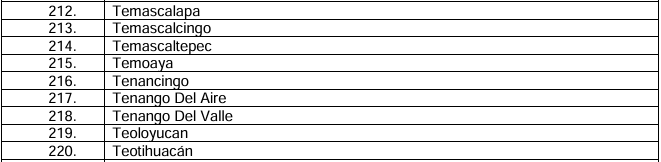 212. Temascalapa
213. Temascalcingo
214. Temascaltepec
215. Temoaya
216. Tenancingo
217. Tenango Del Aire
218. Tenango Del Valle
219. Teoloyucan
220. Teotihuacán